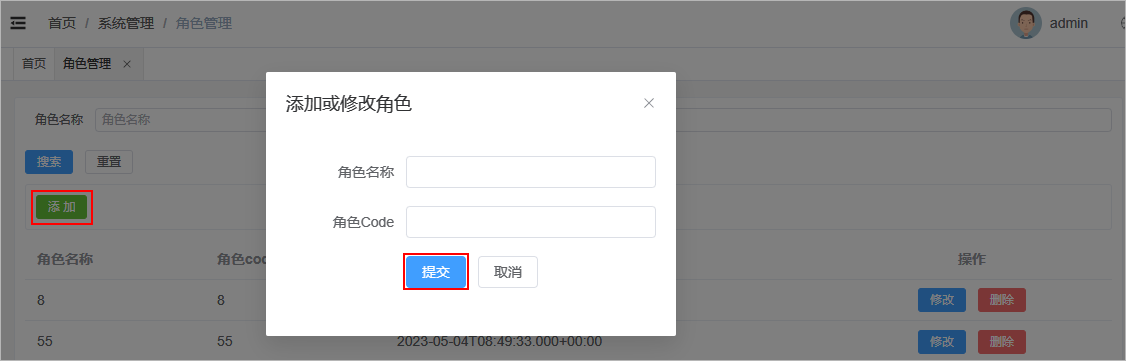 首页 / 系统管理 / 角色管理
admin
首页 角色管理 ×
添加或修改角色 ×
角色名称 角色名称
搜索 重置
角色名称
添 加
角色Code
角色名称 角色cod 操作
提交 取消
8 8 修改 删除
55 55 2023-05-04T08:49:33.000+00:00 修改 删除